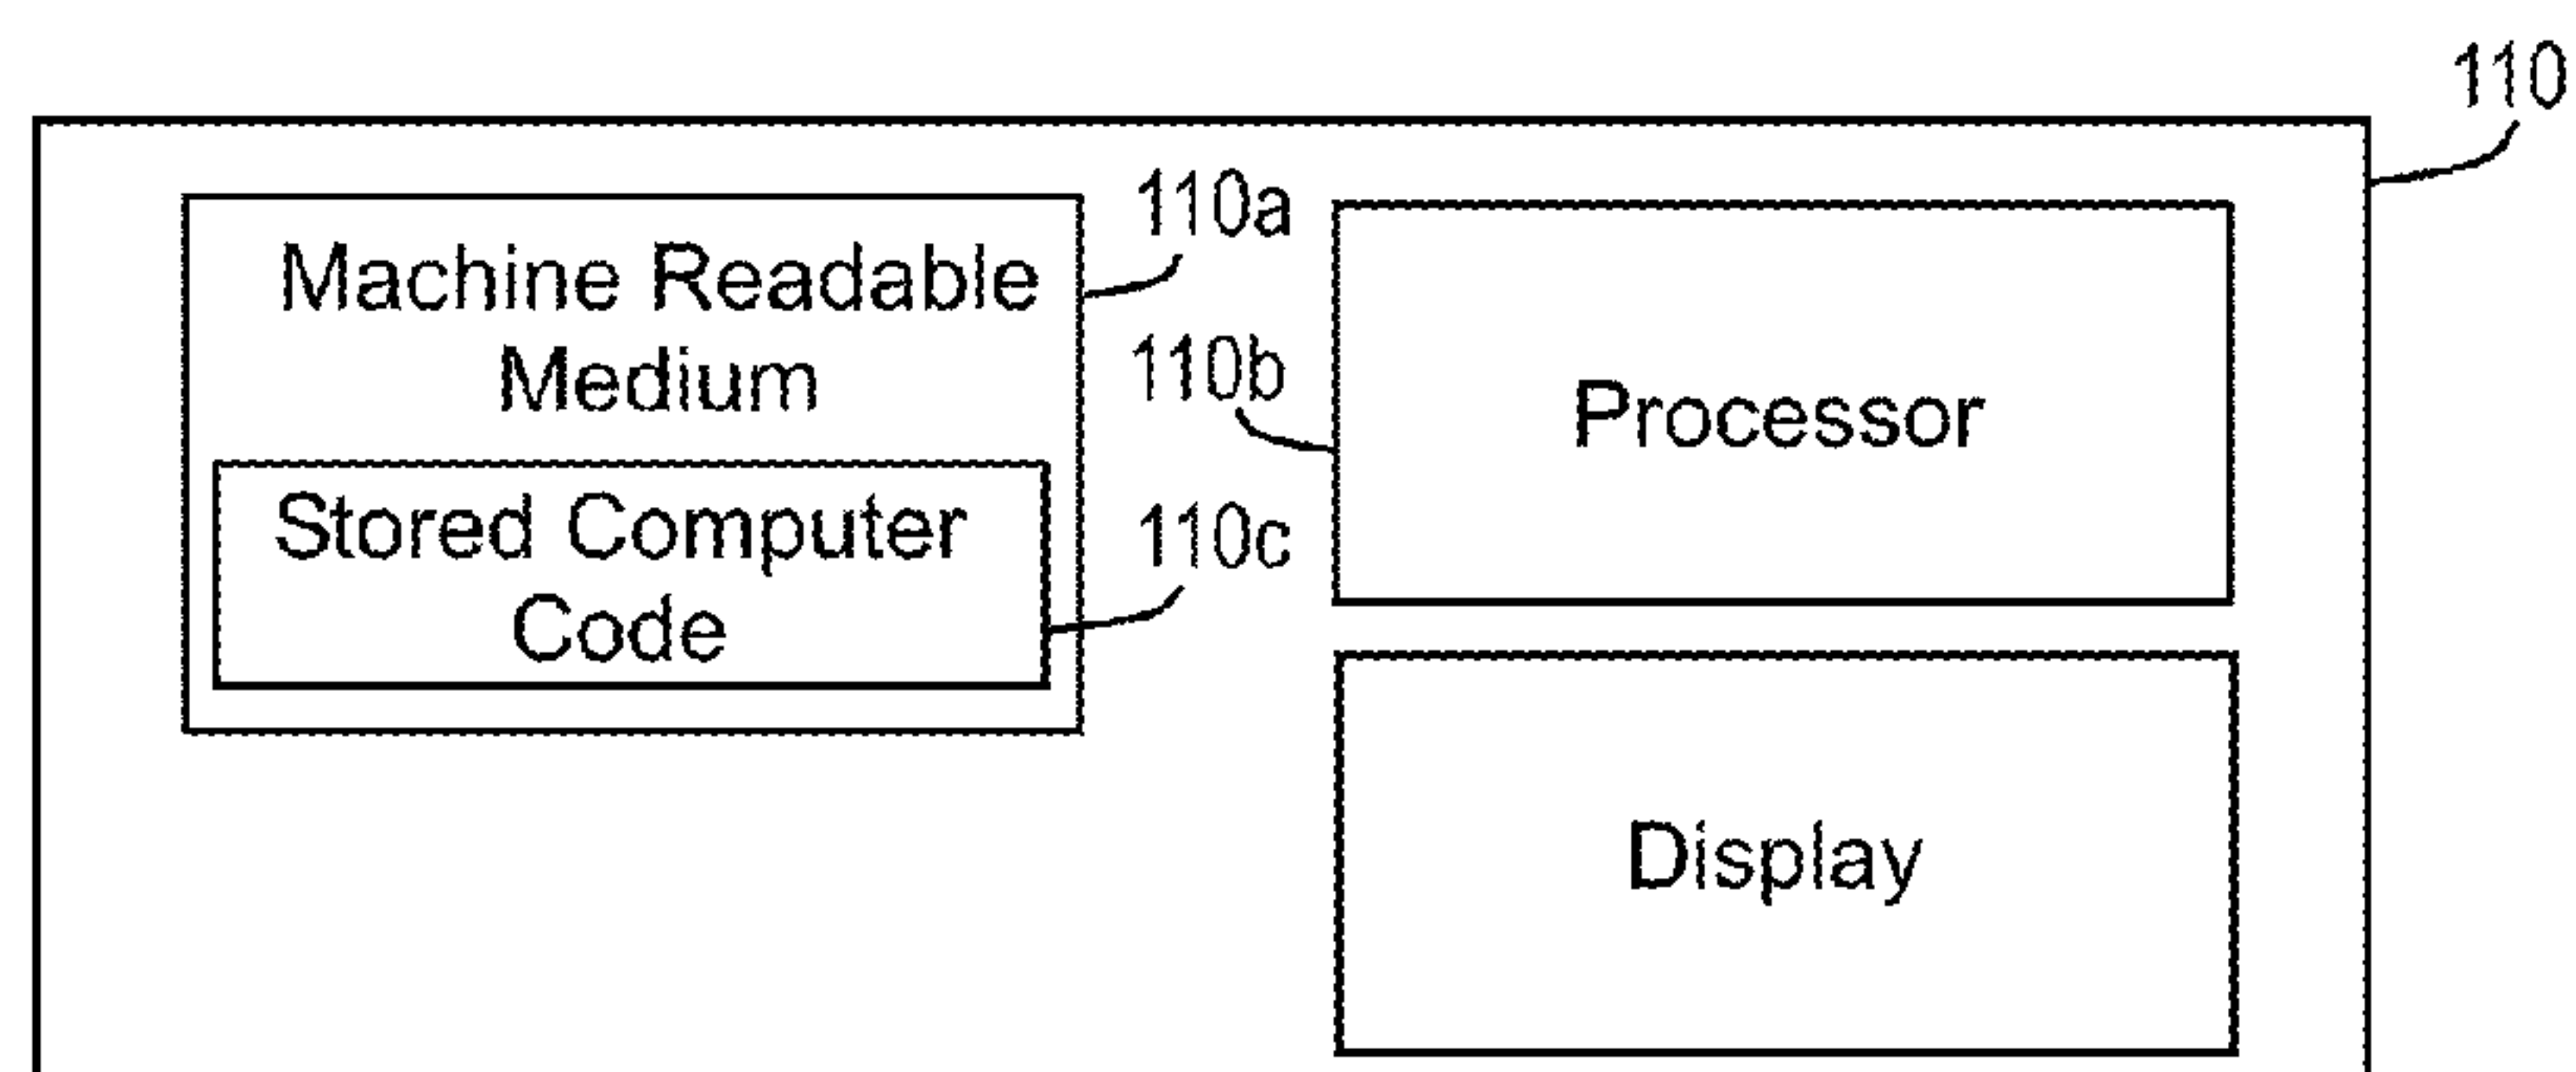 110
110a
Machine Readable
Medium
110b
Processor
Stored Computer
Code
110c
Display